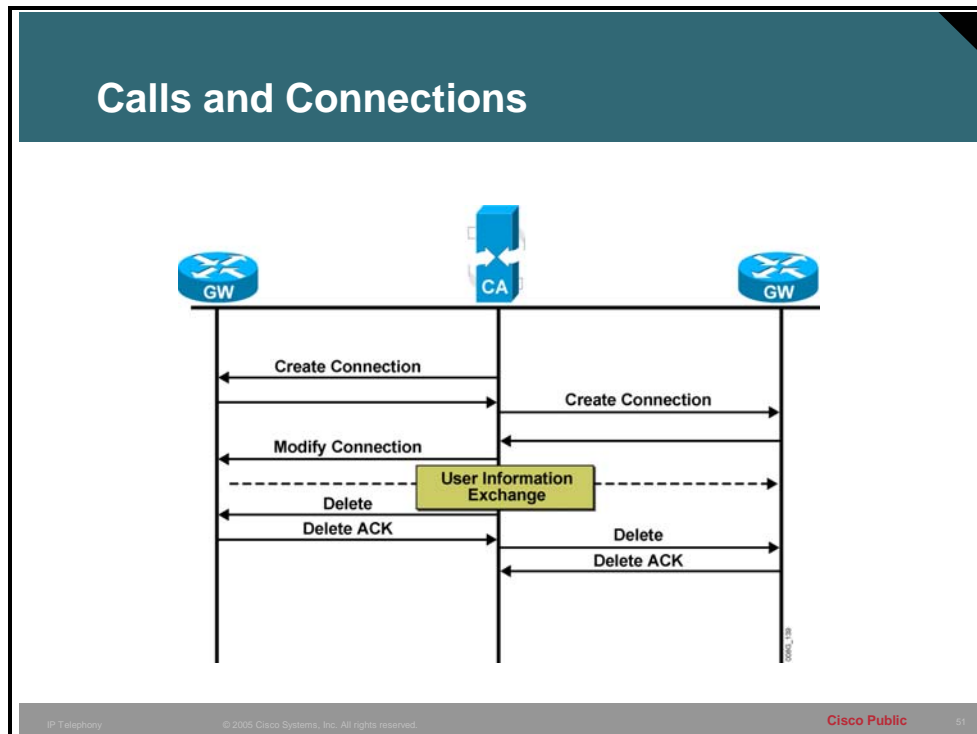 Calls and Connections
GW
CA
GW
Create Connection
Create Connection
Modify Connection
User Information
Exchange
Delete
Delete ACK
Delete
Delete ACK
IP Telephony
© 2005 Cisco Systems, Inc. All rights reserved.
Cisco Public
51